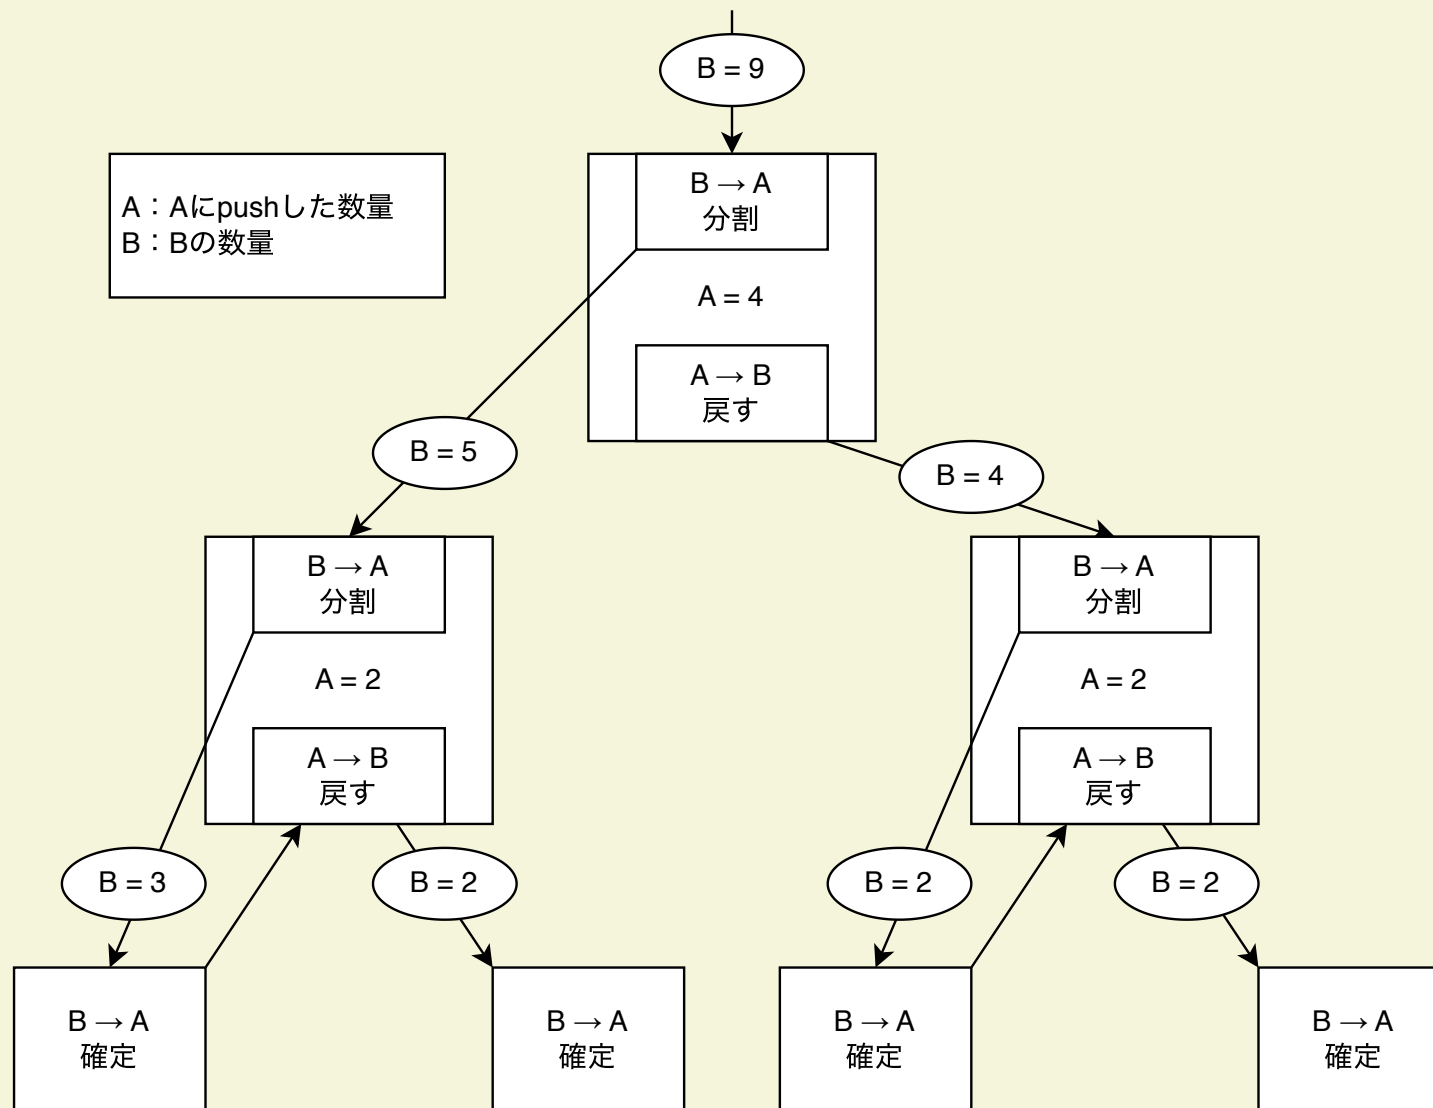 B = 9
B → A
分割
A：Aにpushした数量
B：Bの数量
A = 4
A → B
戻す
B = 5
B = 4
B → A
分割
A = 2
A → B
戻す
B → A
分割
A = 2
A → B
戻す
B = 3
B = 2
B = 2
B = 2
B → A
確定
B → A
確定
B → A
確定
B → A
確定